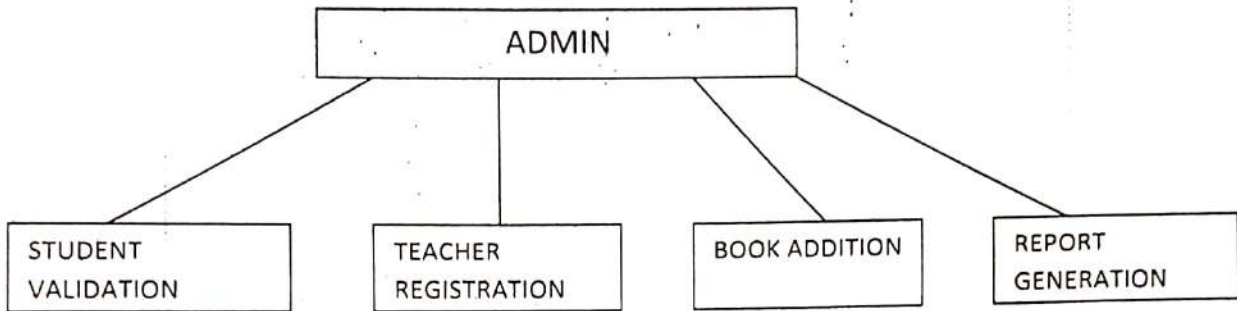 ADMIN
STUDENT
VALIDATION
TEACHER
REGISTRATION
BOOK ADDITION
REPORT
GENERATION